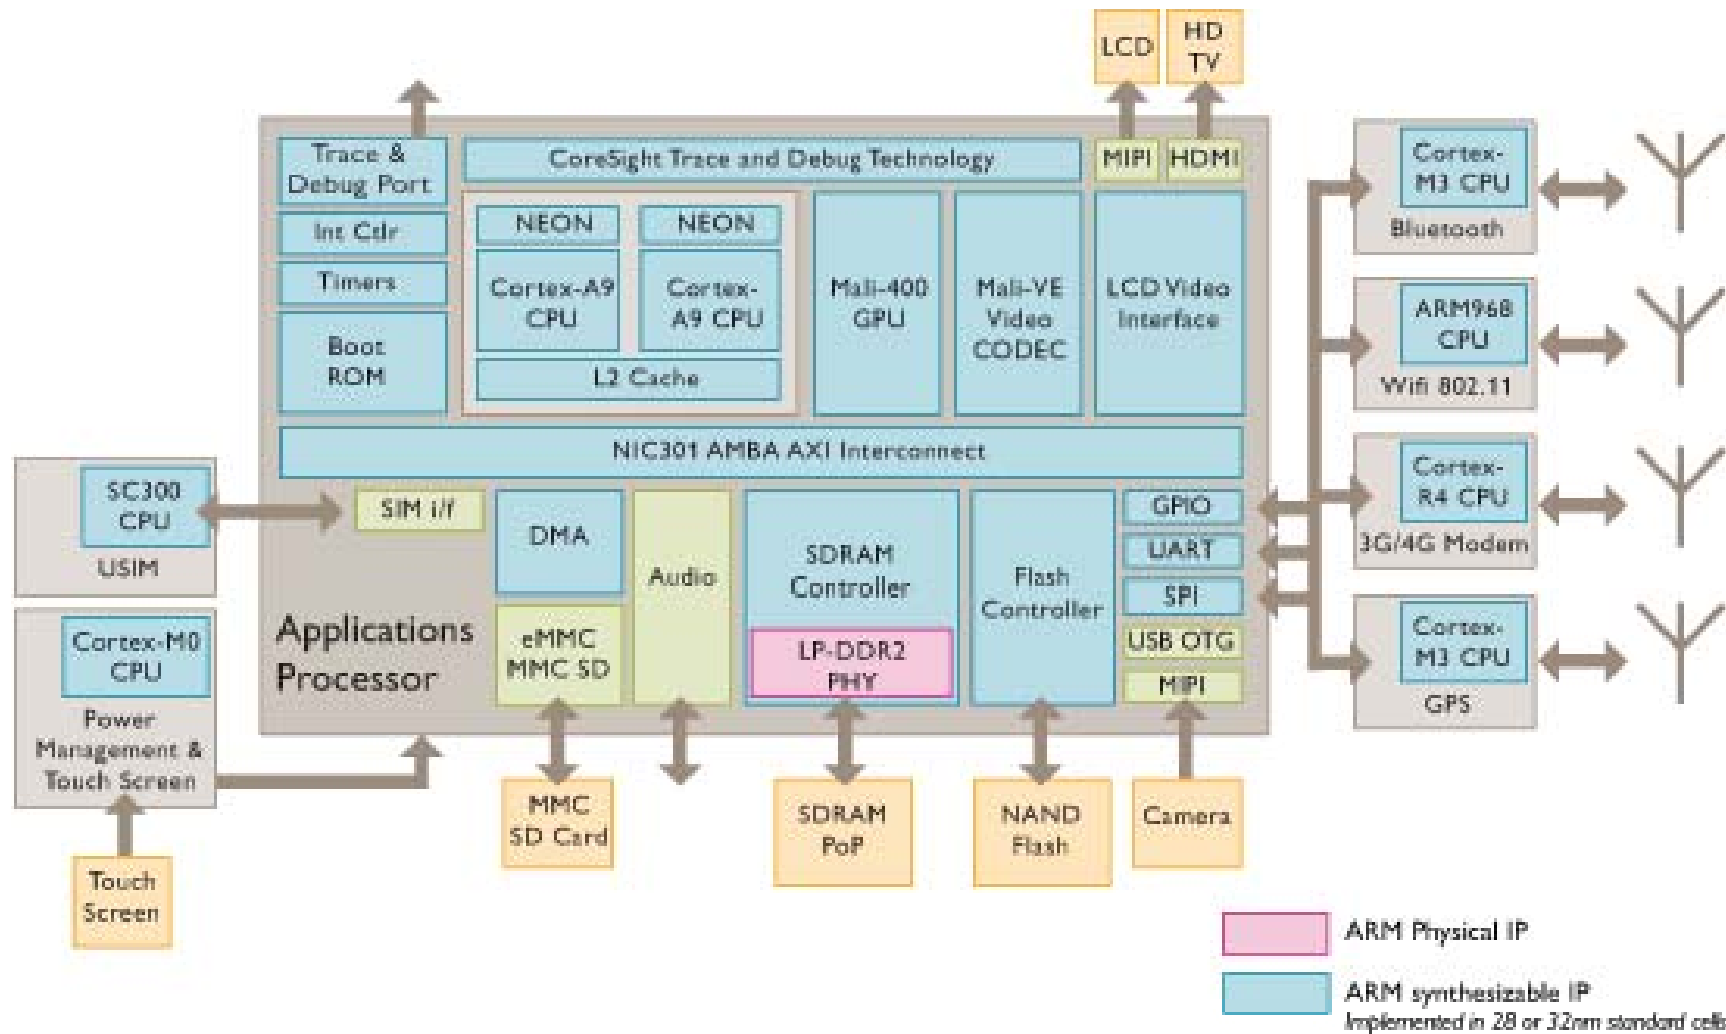 LCD
HD
TV
Trace &
Debug Port
CoreSight Trace and Debug Technology
MIPI
HDMI
Int Ctlr
Timers
Boot
ROM
NEON
NEON
Cortex-A9
CPU
Cortex-
A9 CPU
L2 Cache
Mali-400
GPU
Mali-VE
Video
CODEC
LCD Video
Interface
NIC301 AMBA AXI Interconnect
Cortex-
M3 CPU
Bluetooth
ARM968
CPU
Wifi 802.11
Cortex-
R4 CPU
3G/4G Modem
Cortex-
M3 CPU
GPS
SC300
CPU
USIM
SIM i/f
DMA
eMMC
MMC SD
Audio
SDRAM
Controller
LP-DDR2
PHY
Flash
Controller
GPIO
UART
SPI
USB OTG
MIPI
Applications
Processor
Cortex-M0
CPU
Power
Management &
Touch Screen
Touch
Screen
MMC
SD Card
SDRAM
PoP
NAND
Flash
Camera
ARM Physical IP
ARM synthesizable IP
Implemented in 28 or 32nm standard cells